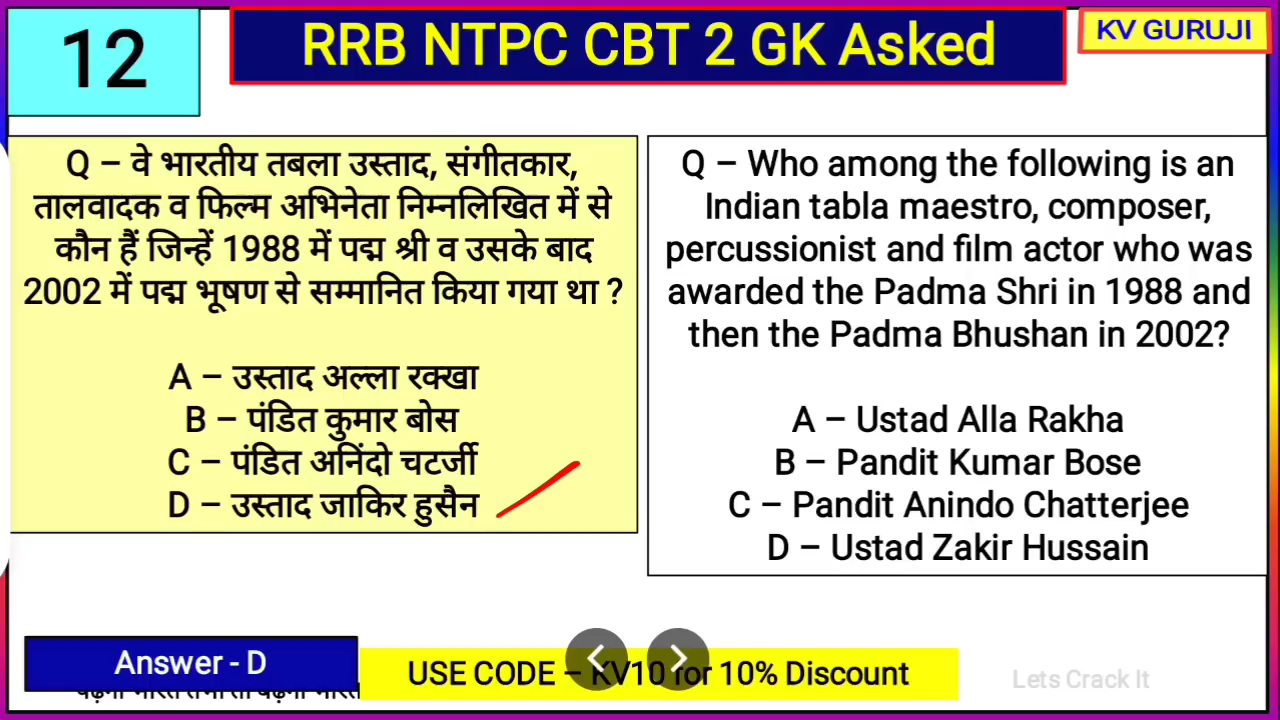 12
RRB NTPC CBT 2 GK Asked
KV GURUJI
Q – वे भारतीय तबला उस्ताद, संगीतकार,
तालवादक व फिल्म अभिनेता निम्नलिखित में से
कौन हैं जिन्हें 1988 में पद्म श्री व उसके बाद
2002 में पद्म भूषण से सम्मानित किया गया था ?
A – उस्ताद अल्ला रक्खा
B – पंडित कुमार बोस
C – पंडित अनिंदो चटर्जी
D – उस्ताद जाकिर हुसैन
Q – Who among the following is an
Indian tabla maestro, composer,
percussionist and film actor who was
awarded the Padma Shri in 1988 and
then the Padma Bhushan in 2002?
A – Ustad Alla Rakha
B – Pandit Kumar Bose
C – Pandit Anindo Chatterjee
D – Ustad Zakir Hussain
Answer - D
USE CODE – KV10 for 10% Discount
Lets Crack It